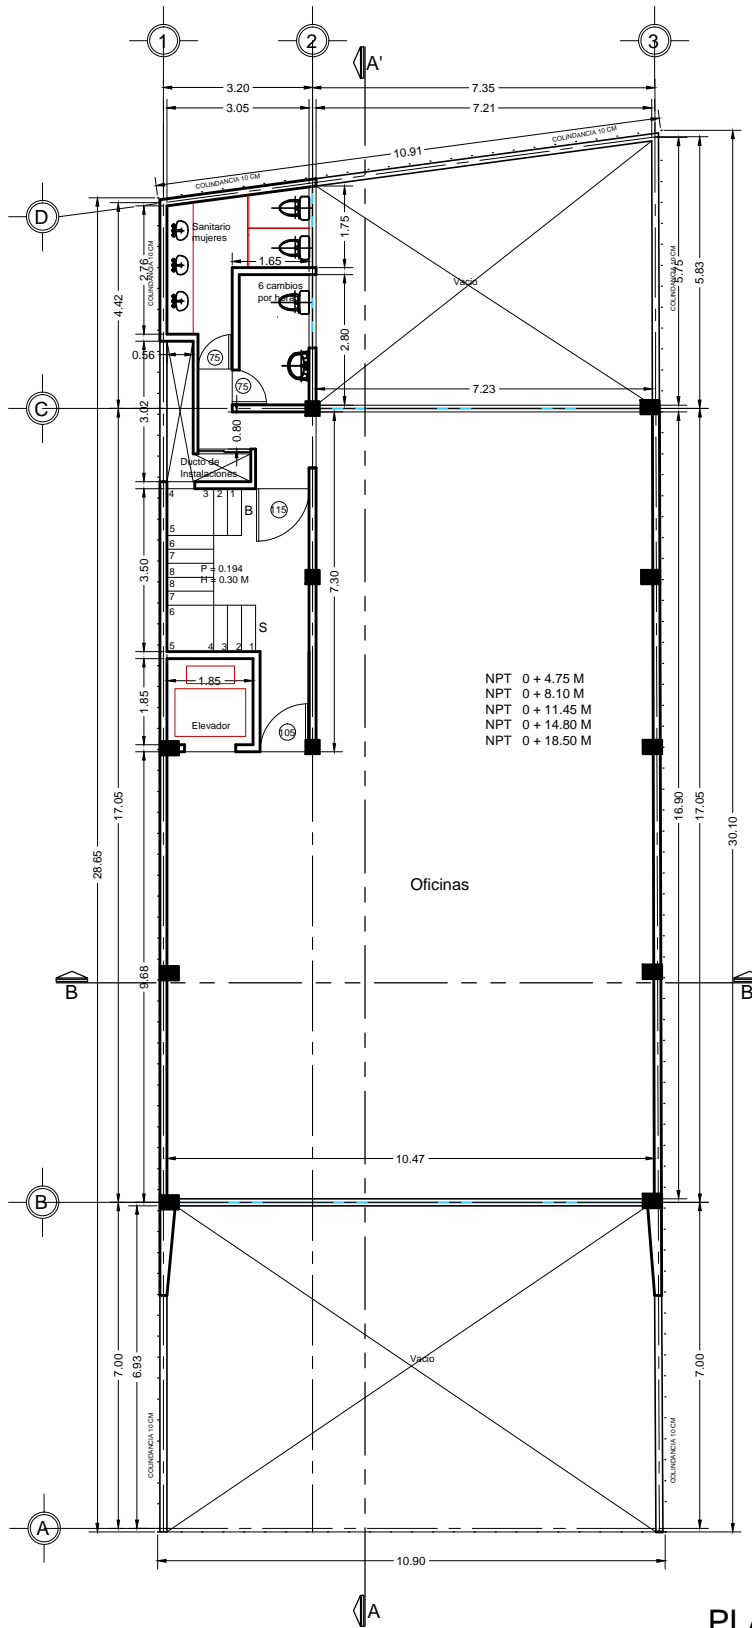 1
2
3
A'
3.20
7.35
3.05
7.21
COLINDANCIA 10 CM
10.91
COLINDANCIA 10 CM
D
Sanitario
mujeres
1.75
1.65
6 cambios
por hora
Vacio
COLINDANCIA 10 CM
2.76
4.42
COLINDANCIA 10 CM
5.75
5.83
2.80
0.56
75
75
7.23
C
3.02
0.80
Ducto de
Instalaciones
4
3
2
1
B
115
5
6
7
8
8
7
6
P = 0.194
H = 0.30 M
3.50
7.30
S
5
4
3
2
1
1.85
1.85
Elevador
105
NPT 0 + 4.75 M
NPT 0 + 8.10 M
NPT 0 + 11.45 M
NPT 0 + 14.80 M
NPT 0 + 18.50 M
17.05
16.90
17.05
30.10
28.65
Oficinas
9.68
B
B
10.47
B
7.00
6.93
Vacio
7.00
COLINDANCIA 10 CM
COLINDANCIA 10 CM
A
10.90
A
PLA